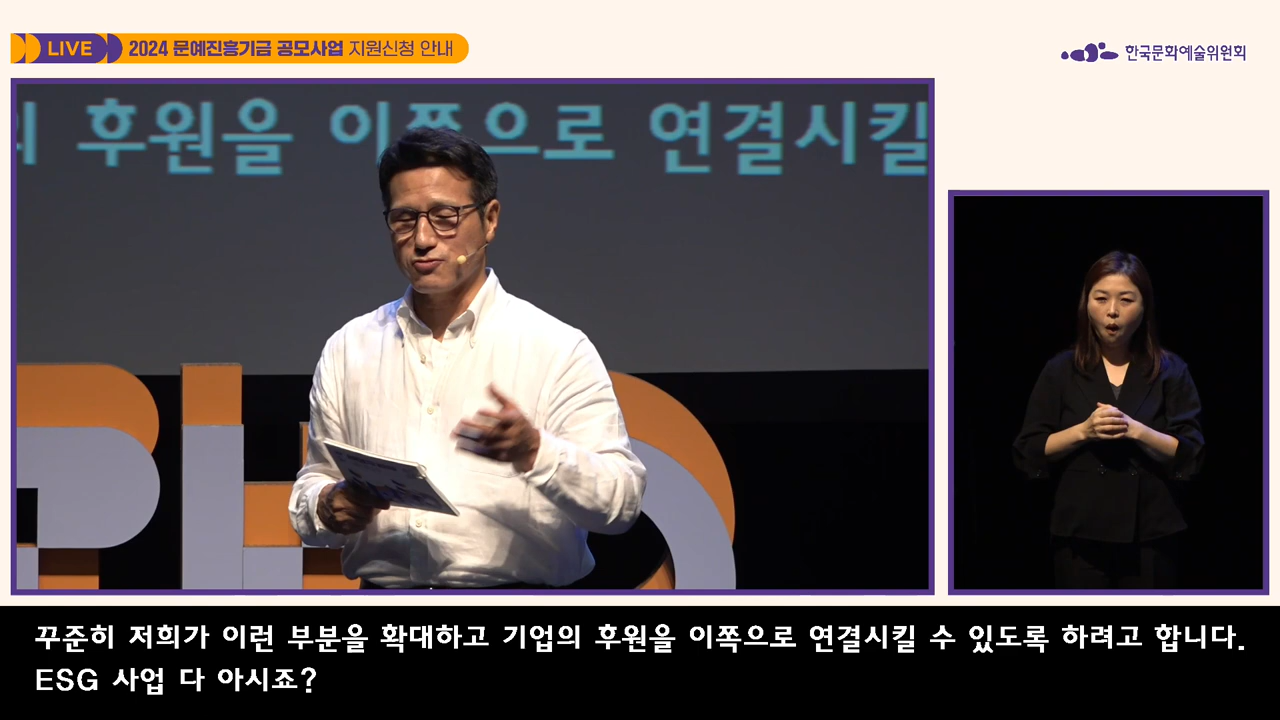 LIVE 2024 문예진흥기금 공모사업 지원신청 안내
한국문화예술위원회
의 후원을 이쪽으로 연결시킬
꾸준히 저희가 이런 부분을 확대하고 기업의 후원을 이쪽으로 연결시킬 수 있도록 하려고 합니다.
ESG 사업 다 아시죠?